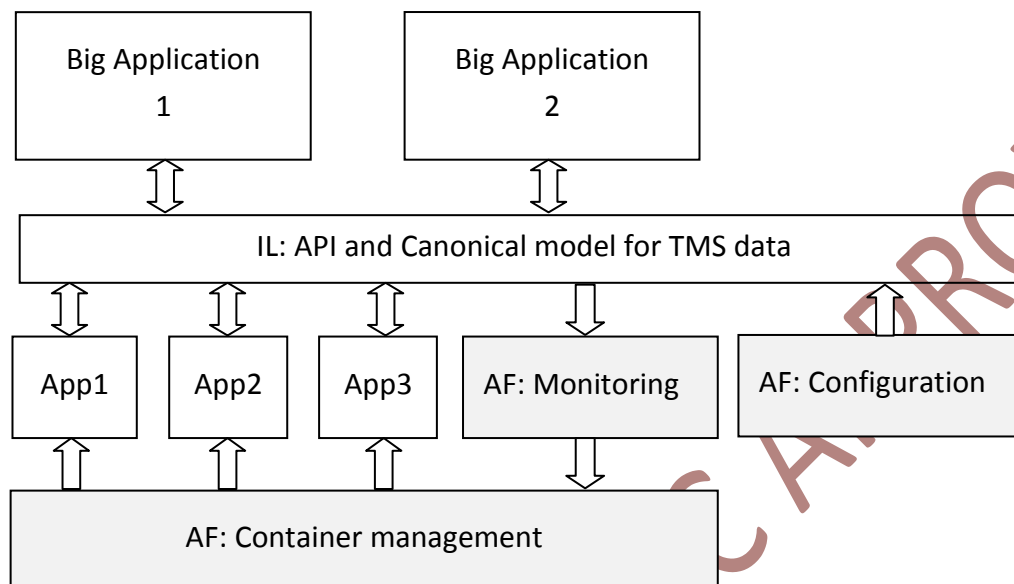 Big Application
1
Big Application
2
IL: API and Canonical model for TMS data
App1
App2
App3
AF: Monitoring
AF: Configuration
AF: Container management